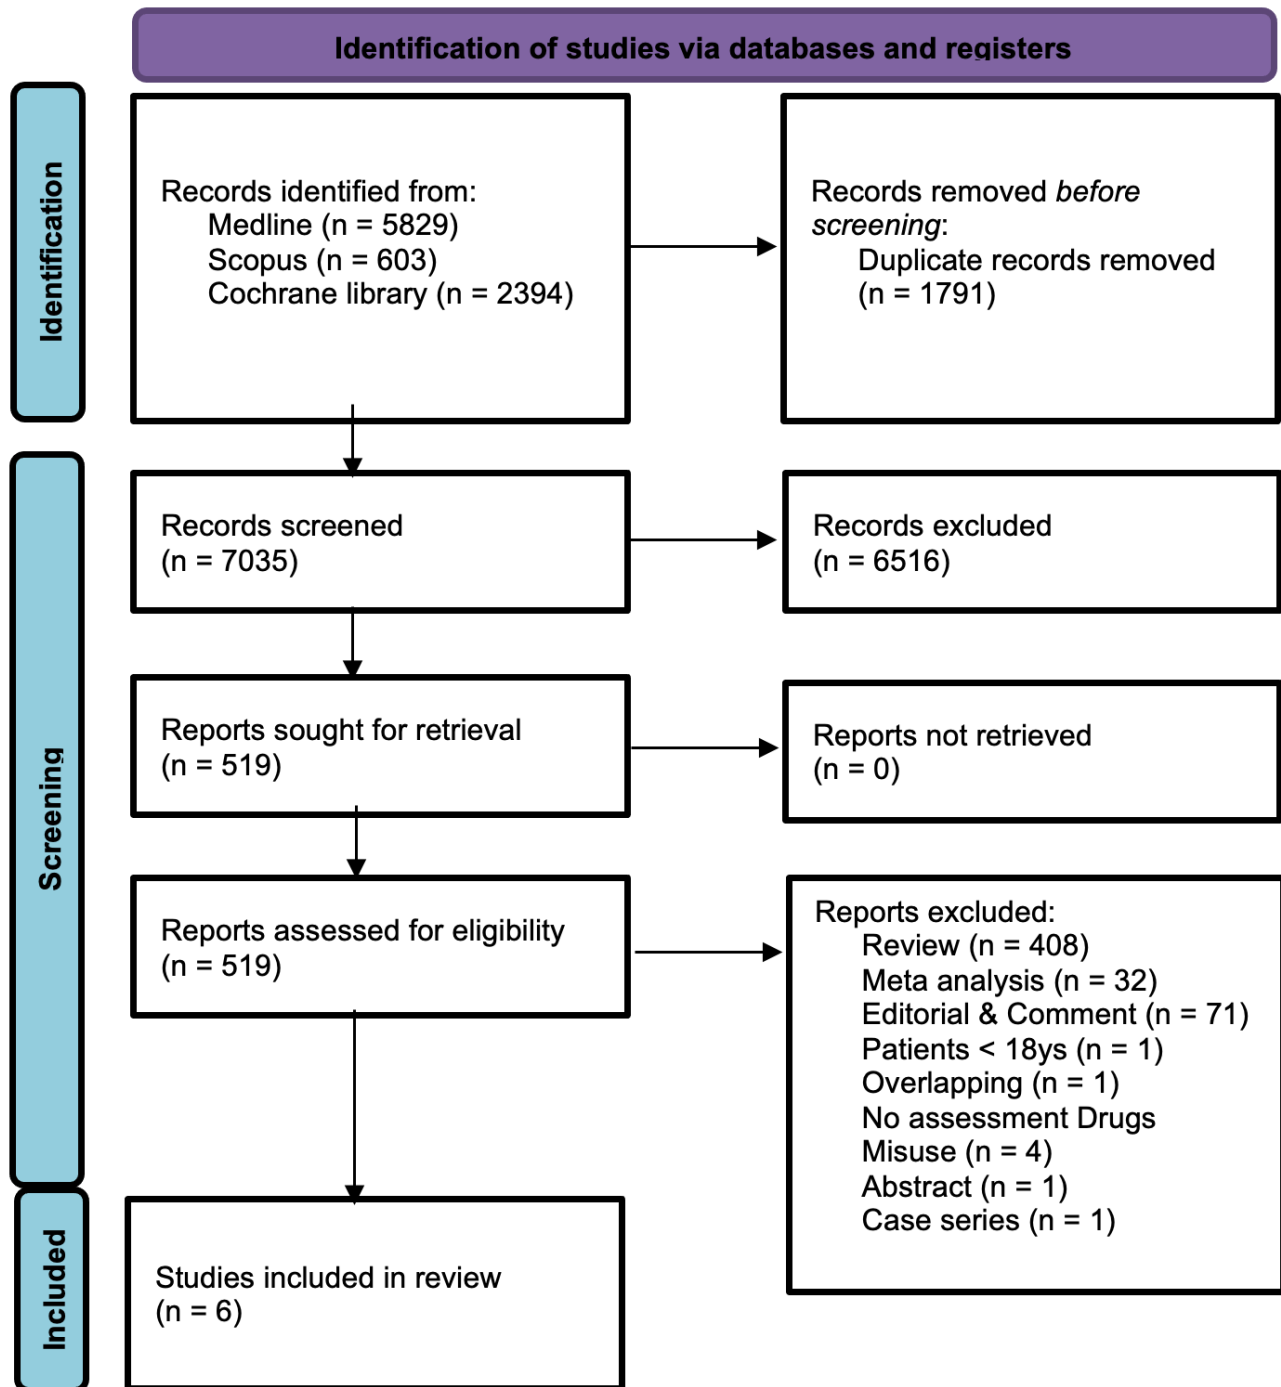 Identification of studies via databases and registers
Identification
Records identified from:
Medline (n = 5829)
Scopus (n = 603)
Cochrane library (n = 2394)
Records removed before
screening:
Duplicate records removed
(n = 1791)
Screening
Records screened
(n = 7035)
Records excluded
(n = 6516)
Reports sought for retrieval
(n = 519)
Reports not retrieved
(n = 0)
Reports assessed for eligibility
(n = 519)
Reports excluded:
Review (n = 408)
Meta analysis (n = 32)
Editorial & Comment (n = 71)
Patients < 18ys (n = 1)
Overlapping (n = 1)
No assessment Drugs
Misuse (n = 4)
Abstract (n = 1)
Case series (n = 1)
Included
Studies included in review
(n = 6)